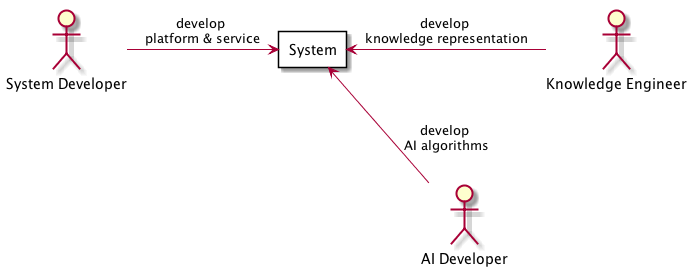 develop
platform & service
System
develop
knowledge representation
System Developer
Knowledge Engineer
develop
AI algorithms
AI Developer